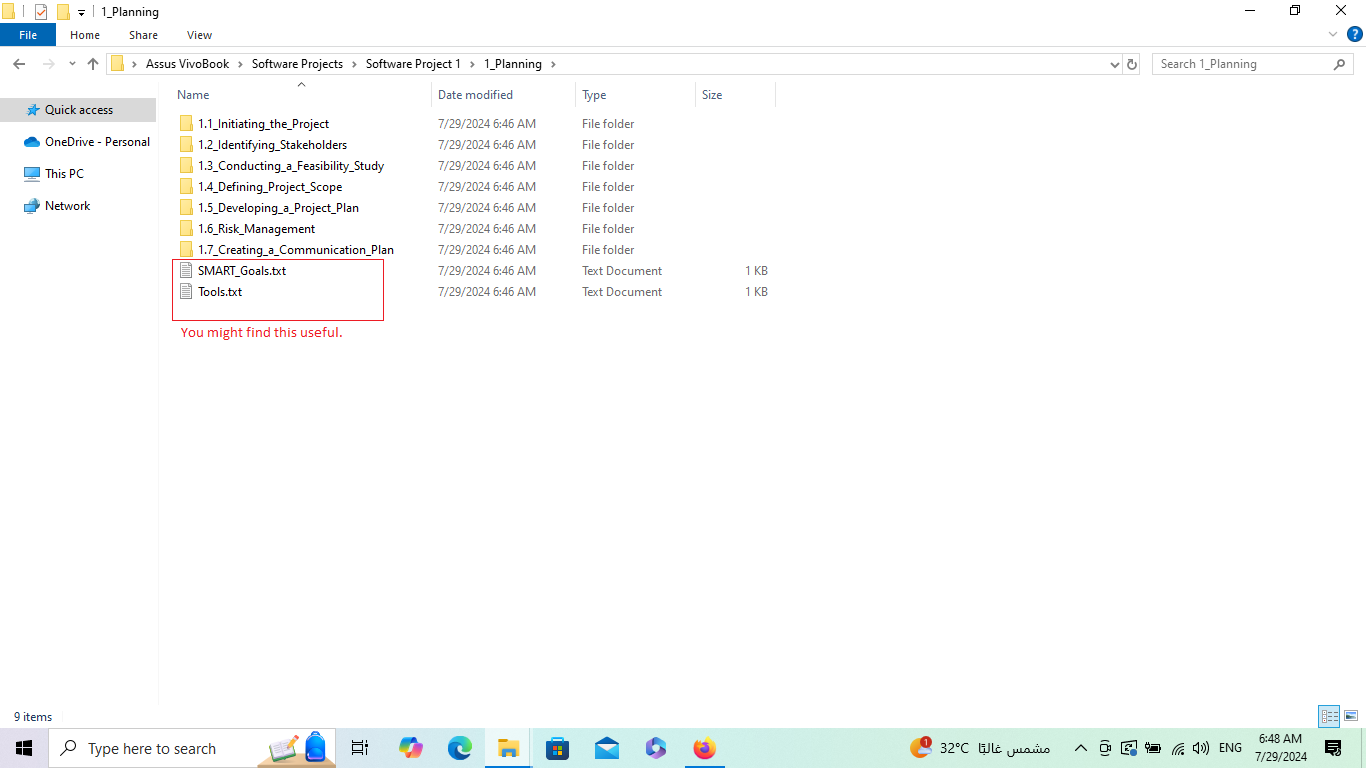 1_Planning
File Home Share View
Assus VivoBook Software Projects Software Project 1 1_Planning
Search 1_Planning
Name Date modified Type Size
Quick access
OneDrive - Personal
This PC
Network
1.1_Initiating_the_Project 7/29/2024 6:46 AM File folder
1.2_Identifying_Stakeholders 7/29/2024 6:46 AM File folder
1.3_Conducting_a_Feasibility_Study 7/29/2024 6:46 AM File folder
1.4_Defining_Project_Scope 7/29/2024 6:46 AM File folder
1.5_Developing_a_Project_Plan 7/29/2024 6:46 AM File folder
1.6_Risk_Management 7/29/2024 6:46 AM File folder
1.7_Creating_a_Communication_Plan 7/29/2024 6:46 AM File folder
SMART_Goals.txt 7/29/2024 6:46 AM Text Document 1 KB
Tools.txt 7/29/2024 6:46 AM Text Document 1 KB
You might find this useful.
9 items
Type here to search
1
32°C مشمس غالبًا
ENG
6:48 AM
7/29/2024